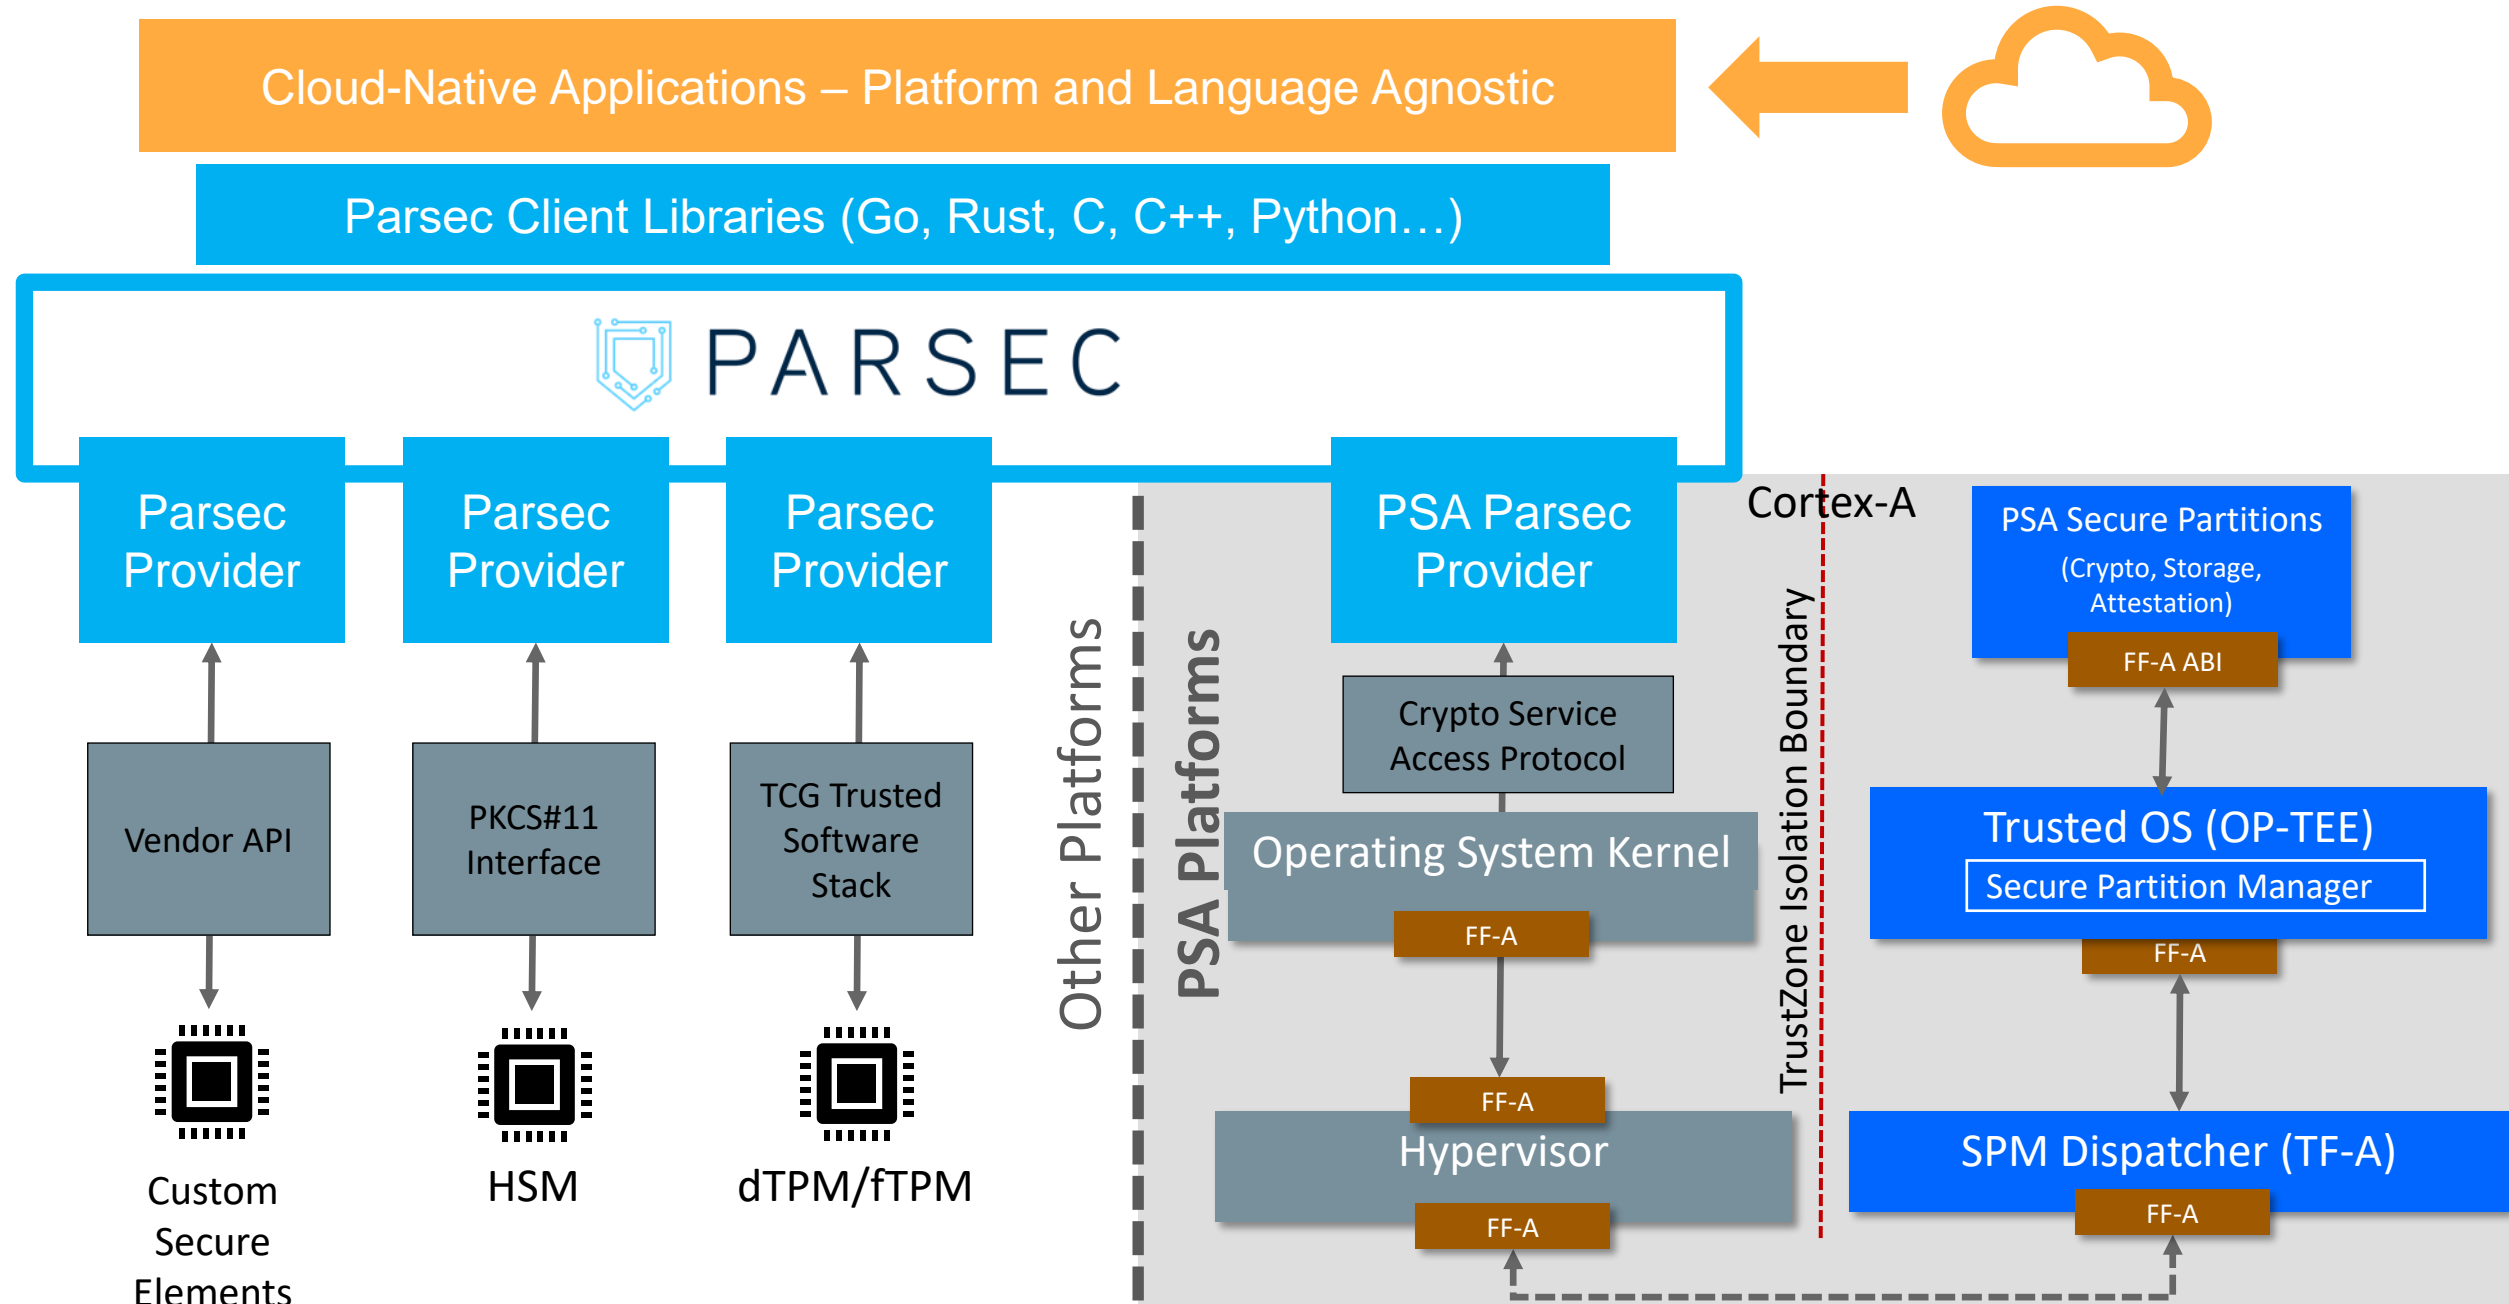 Cloud-Native Applications – Platform and Language Agnostic
Parsec Client Libraries (Go, Rust, C, C++, Python…)
PARSEC
Parsec
Provider
Parsec
Provider
Parsec
Provider
PSA Parsec
Provider
Vendor API
PKCS#11
Interface
TCG Trusted
Software
Stack
Custom
Secure
Elements
HSM
dTPM/fTPM
Other Platforms
PSA Platforms
Crypto Service
Access Protocol
Operating System Kernel
FF-A
FF-A
Hypervisor
FF-A
Cortex-A
TrustZone Isolation Boundary
PSA Secure Partitions
(Crypto, Storage,
Attestation)
FF-A ABI
Trusted OS (OP-TEE)
Secure Partition Manager
FF-A
SPM Dispatcher (TF-A)
FF-A